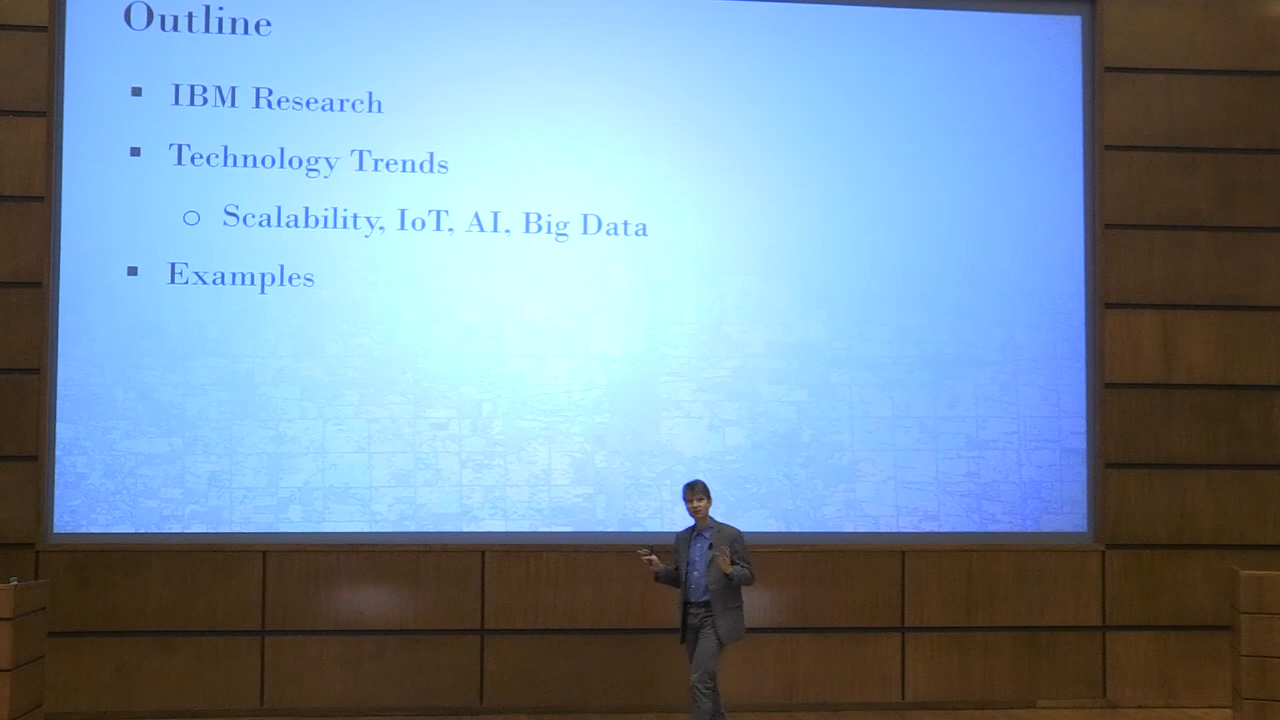 Outline
IBM Research
Technology Trends
Scalability, IoT, AI, Big Data
Examples